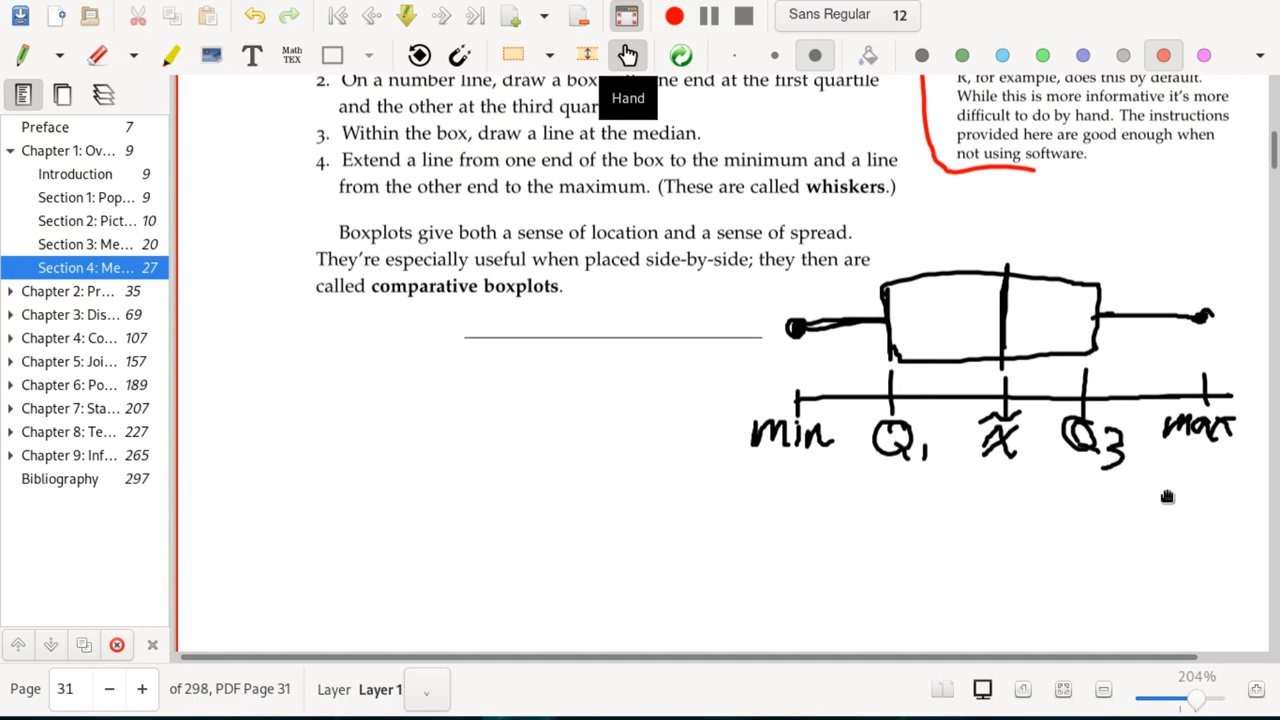 Sans Regular 12
Math
TEX
Hand
Preface 7
Chapter 1: Ov... 9
Introduction 9
Section 1: Pop... 9
Section 2: Pict... 10
Section 3: Me... 20
Section 4: Me... 27
Chapter 2: Pr... 35
Chapter 3: Dis... 69
Chapter 4: Co... 107
Chapter 5: Joi... 157
Chapter 6: Po... 189
Chapter 7: Sta... 207
Chapter 8: Te... 227
Chapter 9: Inf... 265
Bibliography 297
2. On a number line, draw a box ne end at the first quartile
and the other at the third quar
3. Within the box, draw a line at the median.
4. Extend a line from one end of the box to the minimum and a line
from the other end to the maximum. (These are called whiskers.)
Boxplots give both a sense of location and a sense of spread.
They're especially useful when placed side-by-side; they then are
called comparative boxplots.
R, for example, does this by default.
While this is more informative it's more
difficult to do by hand. The instructions
provided here are good enough when
not using software.
min Q₁ x̃ Q₃ max
Page 31 of 298, PDF Page 31 Layer Layer 1 204%